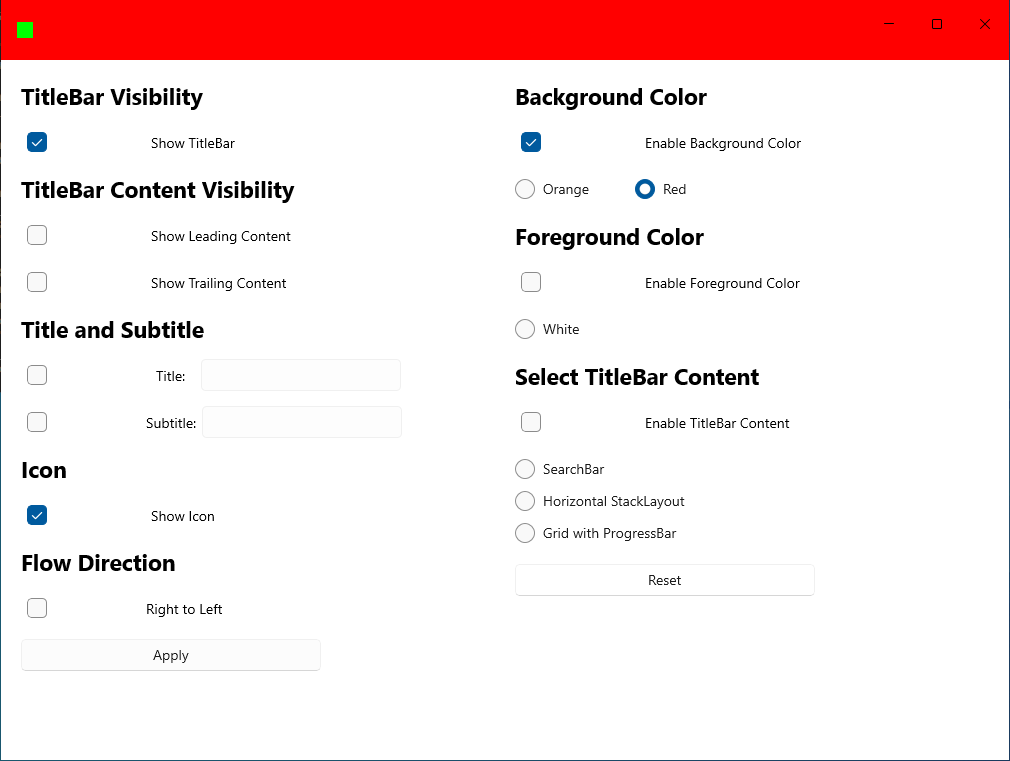 TitleBar Visibility
Show TitleBar
TitleBar Content Visibility
Show Leading Content
Show Trailing Content
Title and Subtitle
Title:
Subtitle:
Icon
Show Icon
Flow Direction
Right to Left
Apply
Background Color
Enable Background Color
Orange Red
Foreground Color
Enable Foreground Color
White
Select TitleBar Content
Enable TitleBar Content
SearchBar
Horizontal StackLayout
Grid with ProgressBar
Reset